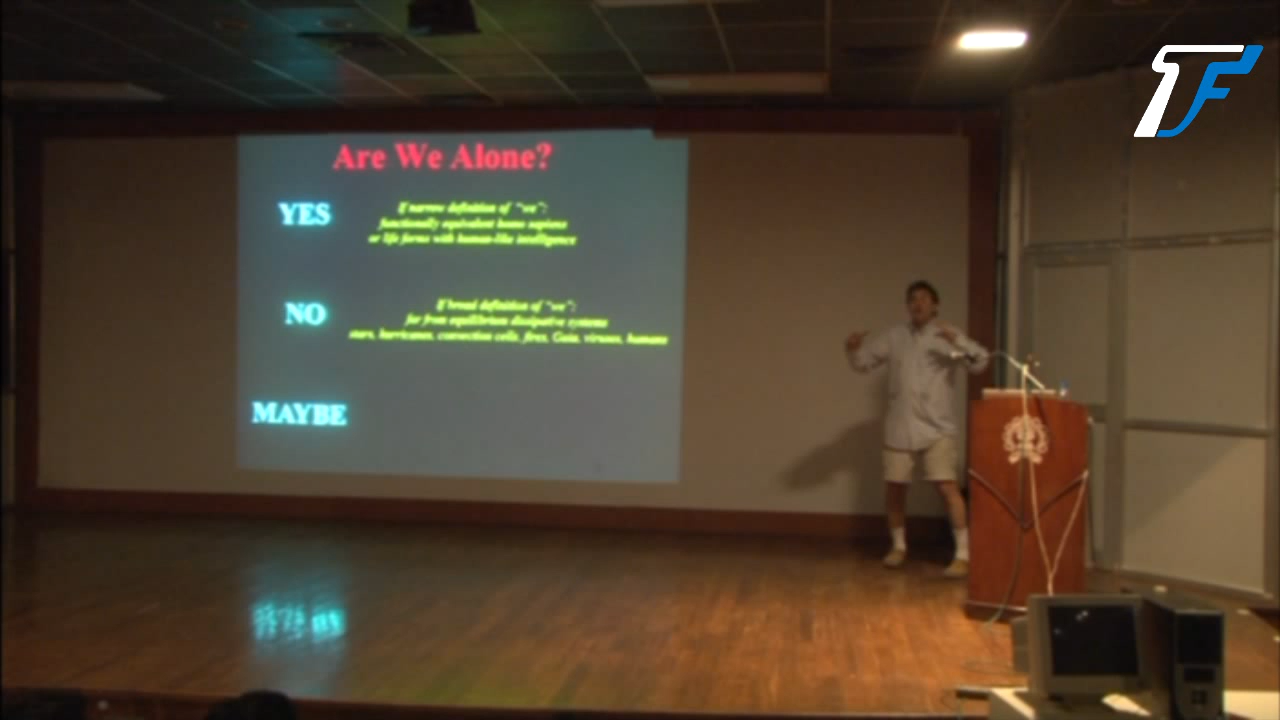 TF
Are We Alone?
YES
If narrow definition of "we":
functionally equivalent homo sapiens
or life forms with human-like intelligence
NO
If broad definition of "we":
far from equilibrium dissipative systems
stars, hurricanes, convection cells, fires, Gaia, viruses, humans
MAYBE